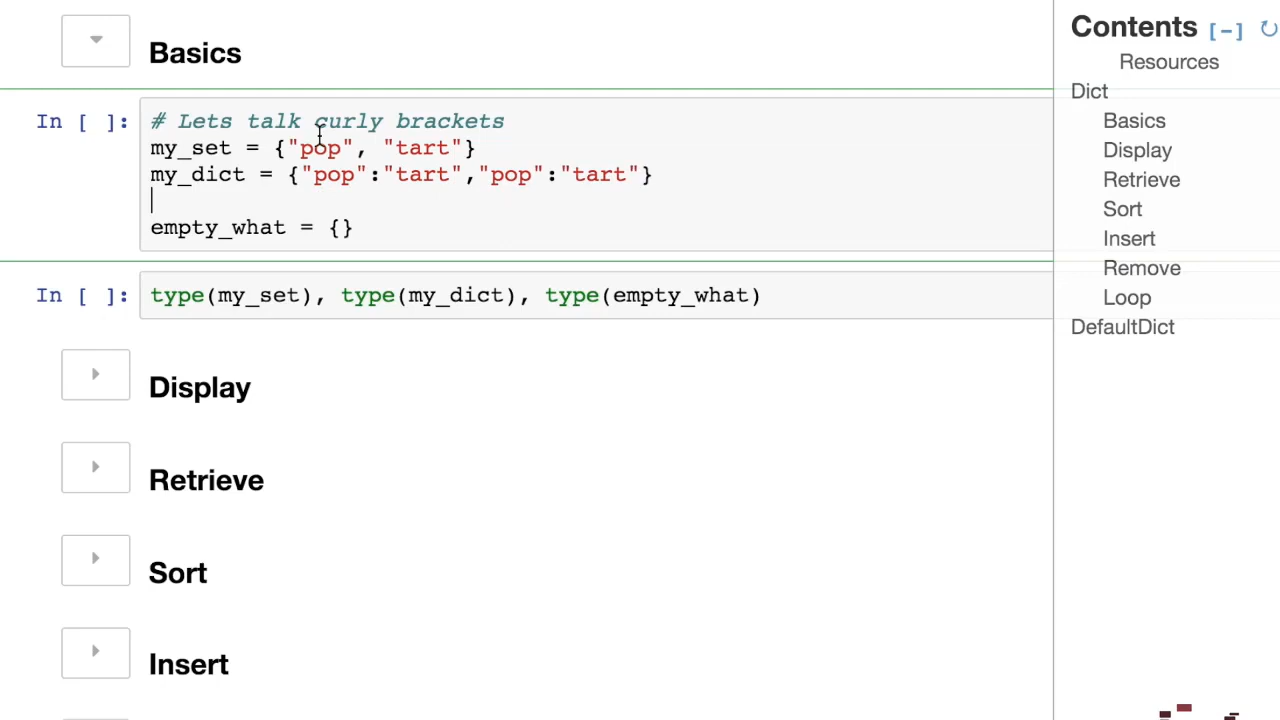 Basics
In [ ]:
# Lets talk curly brackets
my_set = {"pop", "tart"}
my_dict = {"pop":"tart","pop":"tart"}
empty_what = {}
In [ ]:
type(my_set), type(my_dict), type(empty_what)
Display
Retrieve
Sort
Insert
Contents [-]
Resources
Dict
Basics
Display
Retrieve
Sort
Insert
Remove
Loop
DefaultDict